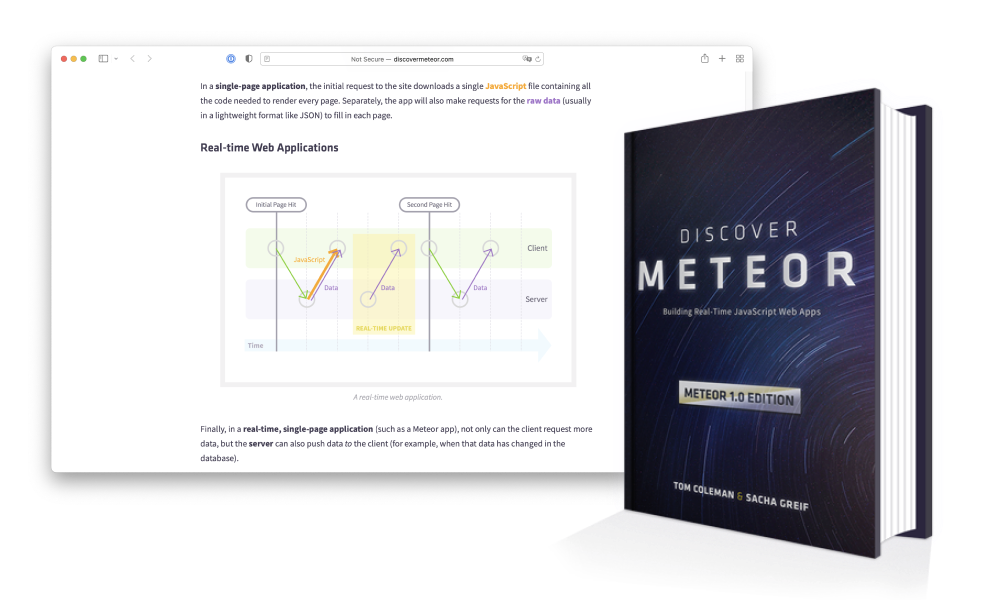 Not Secure — discovermeteor.com
In a single-page application, the initial request to the site downloads a single JavaScript file containing all
the code needed to render every page. Separately, the app will also make requests for the raw data (usually
in a lightweight format like JSON) to fill in each page.
Real-time Web Applications
Initial Page Hit
Second Page Hit
Client
JavaScript
Data
Data
Data
Server
REAL-TIME UPDATE
Time
A real-time web application.
Finally, in a real-time, single-page application (such as a Meteor app), not only can the client request more
data, but the server can also push data to the client (for example, when that data has changed in the
database).
DISCOVER
METEOR
Building Real-Time JavaScript Web Apps
METEOR 1.0 EDITION
TOM COLEMAN & SACHA GREIF